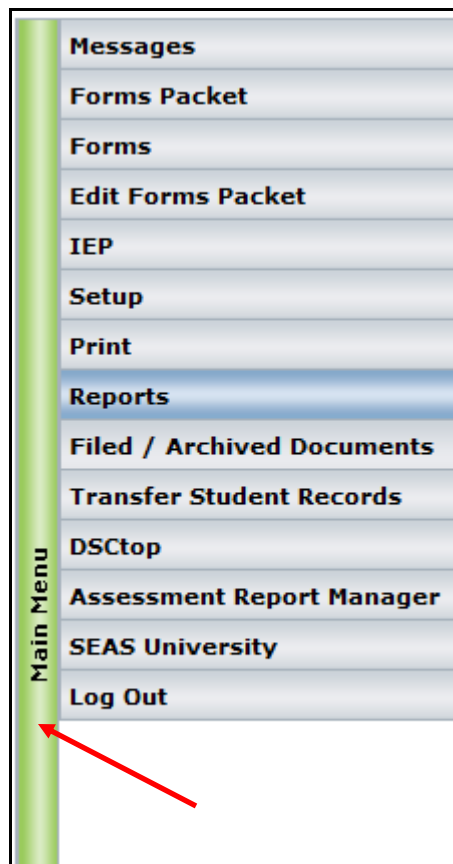 Messages
Forms Packet
Forms
Edit Forms Packet
IEP
Setup
Print
Reports
Filed / Archived Documents
Transfer Student Records
DSCtop
Assessment Report Manager
SEAS University
Log Out
Main Menu